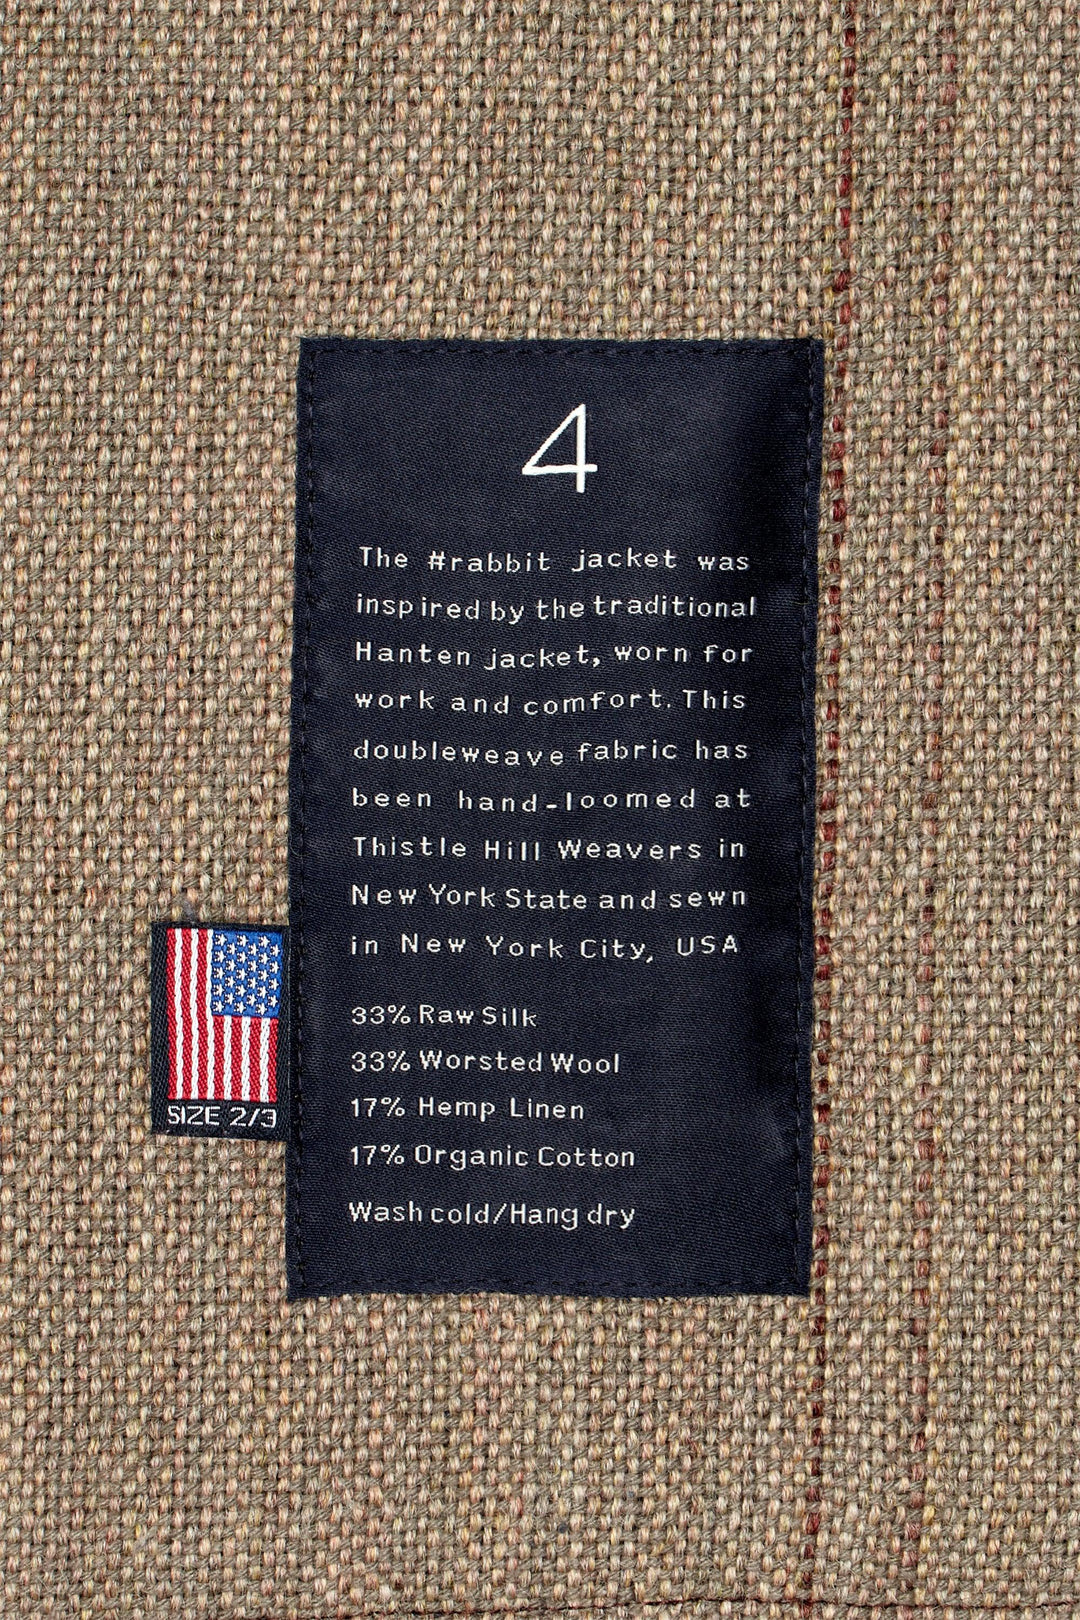 4
The #rabbit jacket was
inspired by the traditional
Hanten jacket, worn for
work and comfort. This
doubleweave fabric has
been hand-loomed at
Thistle Hill Weavers in
New York State and sewn
in New York City, USA
33% Raw Silk
33% Worsted Wool
17% Hemp Linen
17% Organic Cotton
Wash cold/Hang dry
SIZE 2/3